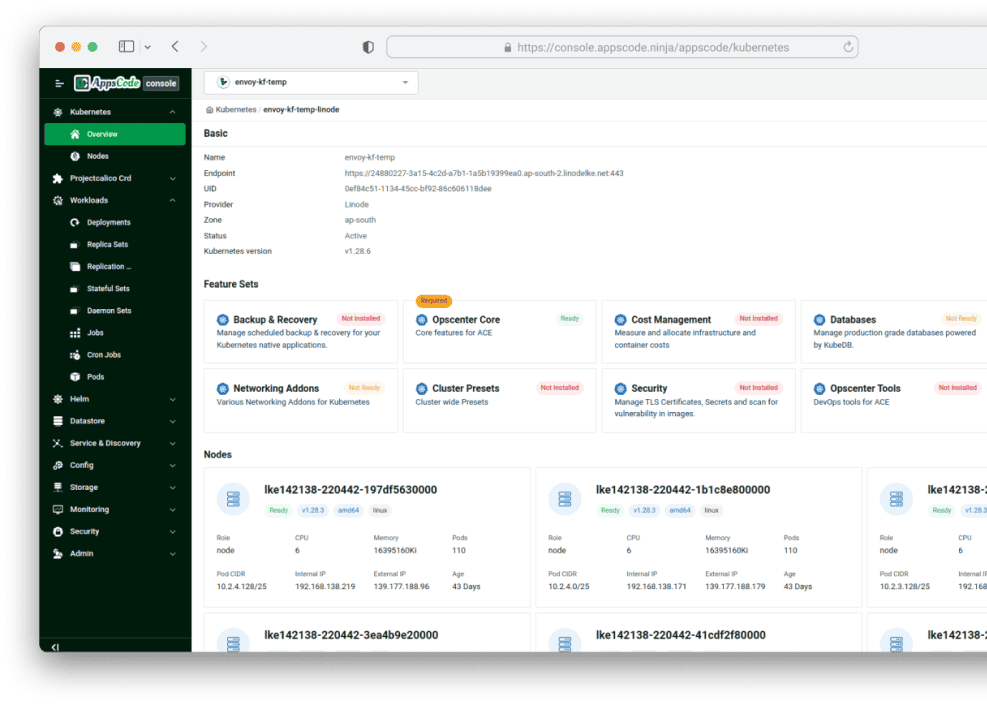 https://console.appscode.ninja/appscode/kubernetes
AppsCode console
envoy-kf-temp
Kubernetes / envoy-kf-temp-linode
Kubernetes
Overview
Nodes
Projectcalico Crd
Workloads
Deployments
Replica Sets
Replication ...
Stateful Sets
Daemon Sets
Jobs
Cron Jobs
Pods
Helm
Datastore
Service & Discovery
Config
Storage
Monitoring
Security
Admin
Basic
Name envoy-kf-temp
Endpoint https://24880227-3a15-4c2d-a7b1-1a5b19399ea0.ap-south-2.linodelke.net:443
UID 0ef84c51-1134-45cc-bf92-86c606118dee
Provider Linode
Zone ap-south
Status Active
Kubernetes version v1.28.6
Feature Sets
Backup & Recovery Not Installed
Manage scheduled backup & recovery for your
Kubernetes native applications.
Required
Opscenter Core Ready
Core features for ACE
Cost Management Not Installed
Measure and allocate infrastructure and
container costs
Databases Not Ready
Manage production grade databases powered
by KubeDB.
Networking Addons Not Ready
Various Networking Addons for Kubernetes
Cluster Presets Not Installed
Cluster wide Presets
Security Not Installed
Manage TLS Certificates, Secrets and scan for
vulnerability in images.
Opscenter Tools Not Installed
DevOps tools for ACE
Nodes
lke142138-220442-197df5630000
Ready v1.28.3 amd64 linux
Role CPU Memory Pods
node 6 16395160Ki 110
Pod CIDR Internal IP External IP Age
10.2.4.128/25 192.168.138.219 139.177.188.96 43 Days
lke142138-220442-1b1c8e800000
Ready v1.28.3 amd64 linux
Role CPU Memory Pods
node 6 16395160Ki 110
Pod CIDR Internal IP External IP Age
10.2.4.0/25 192.168.138.171 139.177.188.179 43 Days
lke142138-2
Ready v1.28
Role CPU
node 6
Pod CIDR Internal I
10.2.3.128/25 192.168
lke142138-220442-3ea4b9e20000
lke142138-220442-41cdf2f80000
lke142138-2